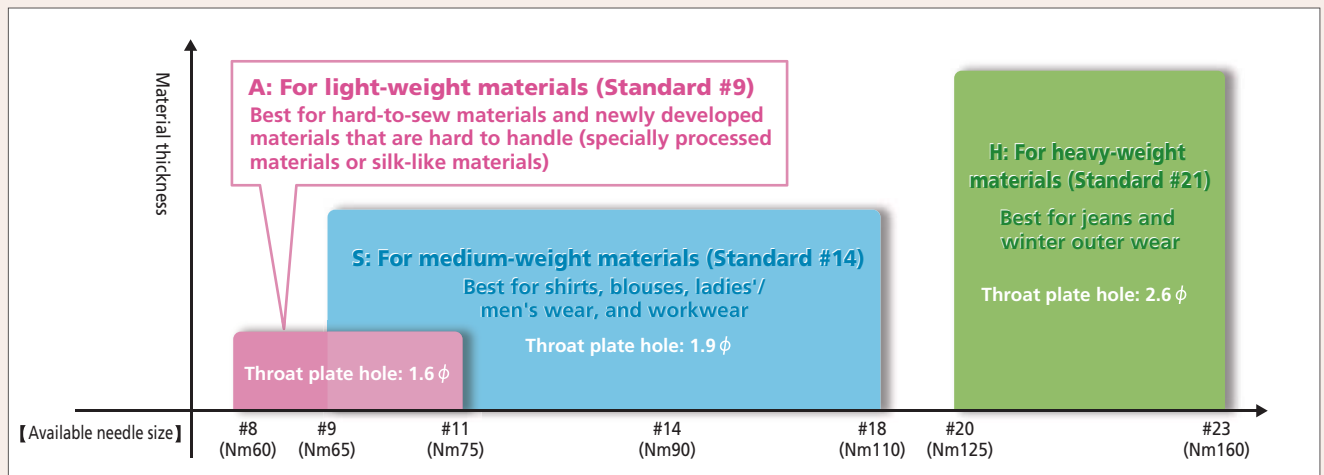 Material thickness
A: For light-weight materials (Standard #9)
Best for hard-to-sew materials and newly developed
materials that are hard to handle (specially processed
materials or silk-like materials)
S: For medium-weight materials (Standard #14)
Best for shirts, blouses, ladies'/
men's wear, and workwear
Throat plate hole: 1.9 ϕ
H: For heavy-weight
materials (Standard #21)
Best for jeans and
winter outer wear
Throat plate hole: 2.6 ϕ
Throat plate hole: 1.6 ϕ
【Available needle size】
#8
(Nm60)
#9
(Nm65)
#11
(Nm75)
#14
(Nm90)
#18
(Nm110)
#20
(Nm125)
#23
(Nm160)